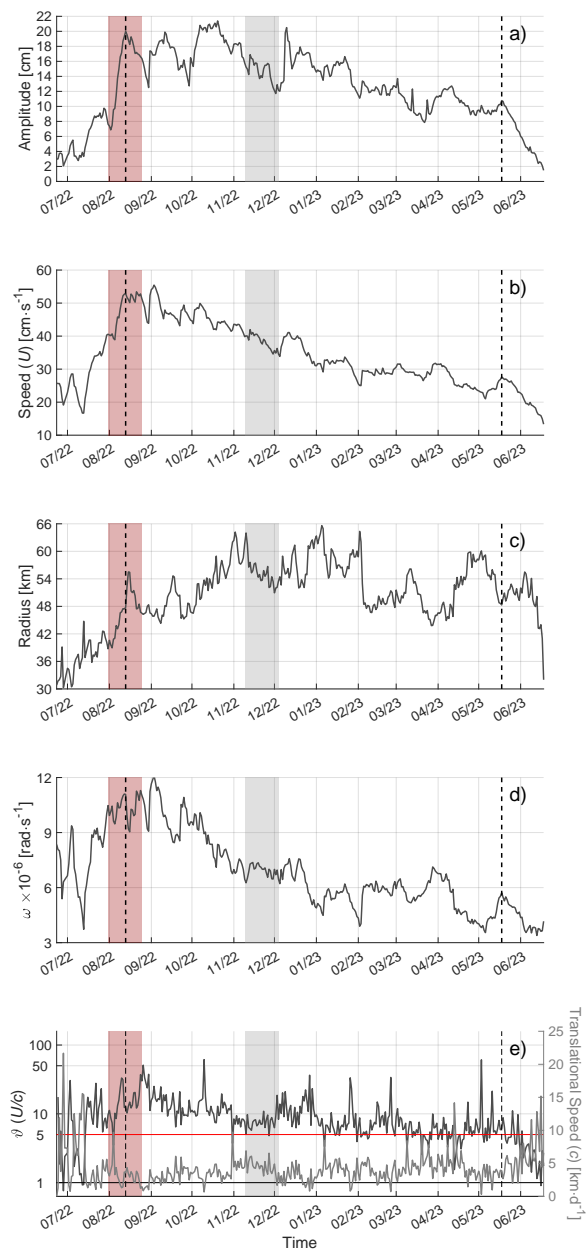 a)
Amplitude [cm]
22
20
18
16
14
12
10
8
6
4
2
0
07/22 08/22 09/22 10/22 11/22 12/22 01/23 02/23 03/23 04/23 05/23 06/23
b)
Speed (U) [cm·s⁻¹]
60
50
40
30
20
10
07/22 08/22 09/22 10/22 11/22 12/22 01/23 02/23 03/23 04/23 05/23 06/23
c)
Radius [km]
66
60
54
48
42
36
30
07/22 08/22 09/22 10/22 11/22 12/22 01/23 02/23 03/23 04/23 05/23 06/23
d)
ω ×10⁻⁶ [rad·s⁻¹]
12
9
6
3
07/22 08/22 09/22 10/22 11/22 12/22 01/23 02/23 03/23 04/23 05/23 06/23
e)
ϑ (U/c)
100
50
10
5
1
Translational Speed (c) [km·d⁻¹]
25
20
15
10
5
0
07/22 08/22 09/22 10/22 11/22 12/22 01/23 02/23 03/23 04/23 05/23 06/23
Time